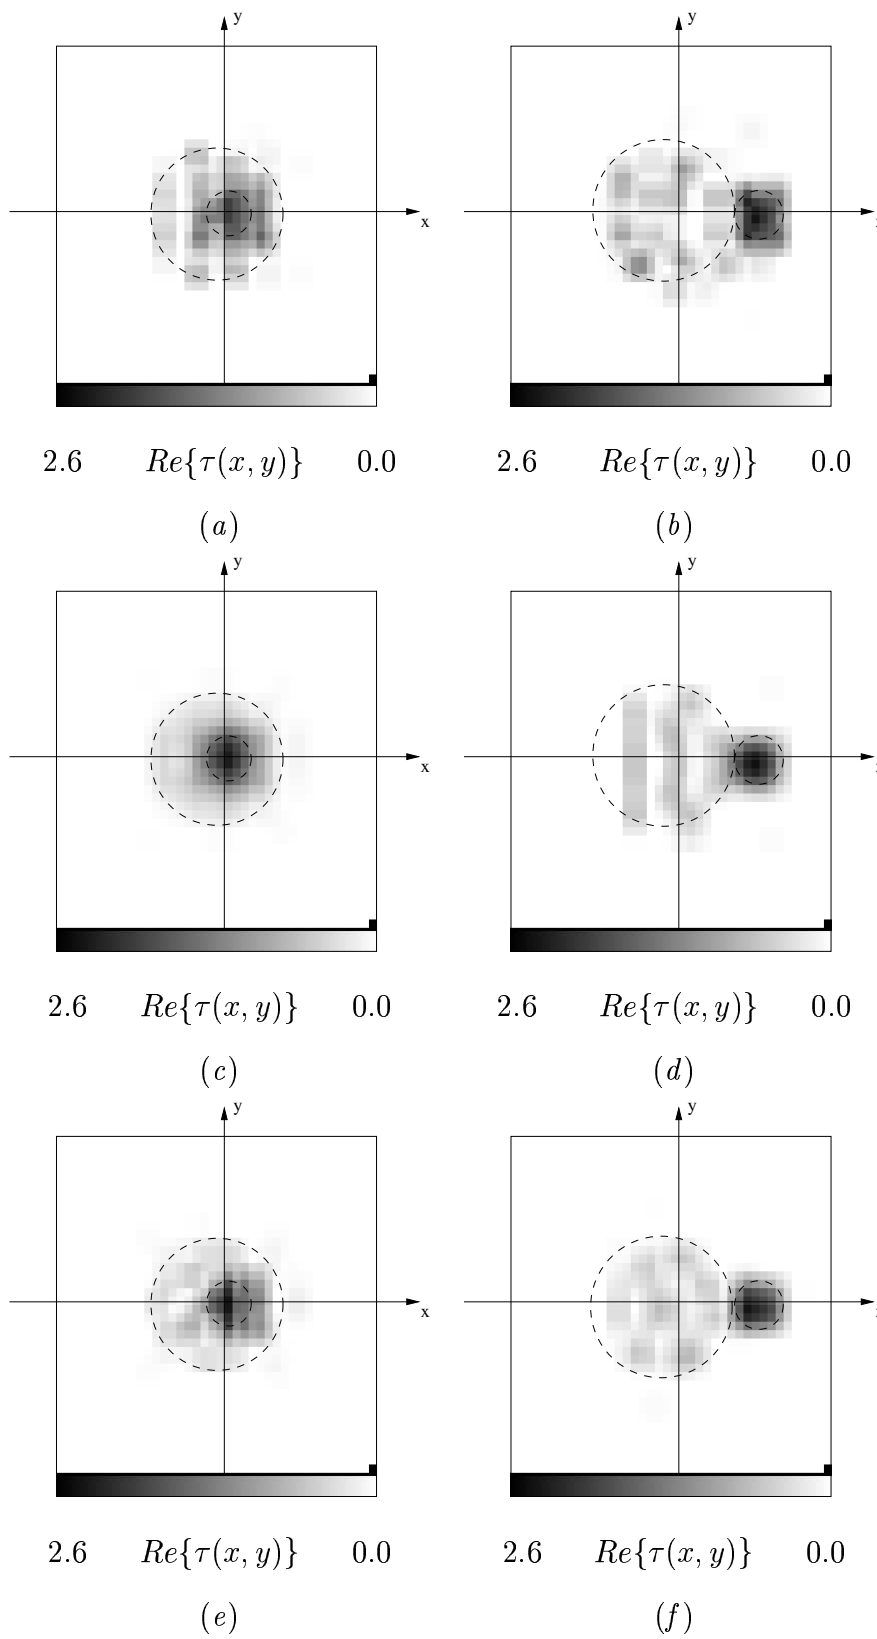 y
y
x
x
2.6 Re{τ(x, y)} 0.0
2.6 Re{τ(x, y)} 0.0
(a)
(b)
y
y
x
x
2.6 Re{τ(x, y)} 0.0
2.6 Re{τ(x, y)} 0.0
(c)
(d)
y
y
x
x
2.6 Re{τ(x, y)} 0.0
2.6 Re{τ(x, y)} 0.0
(e)
(f)